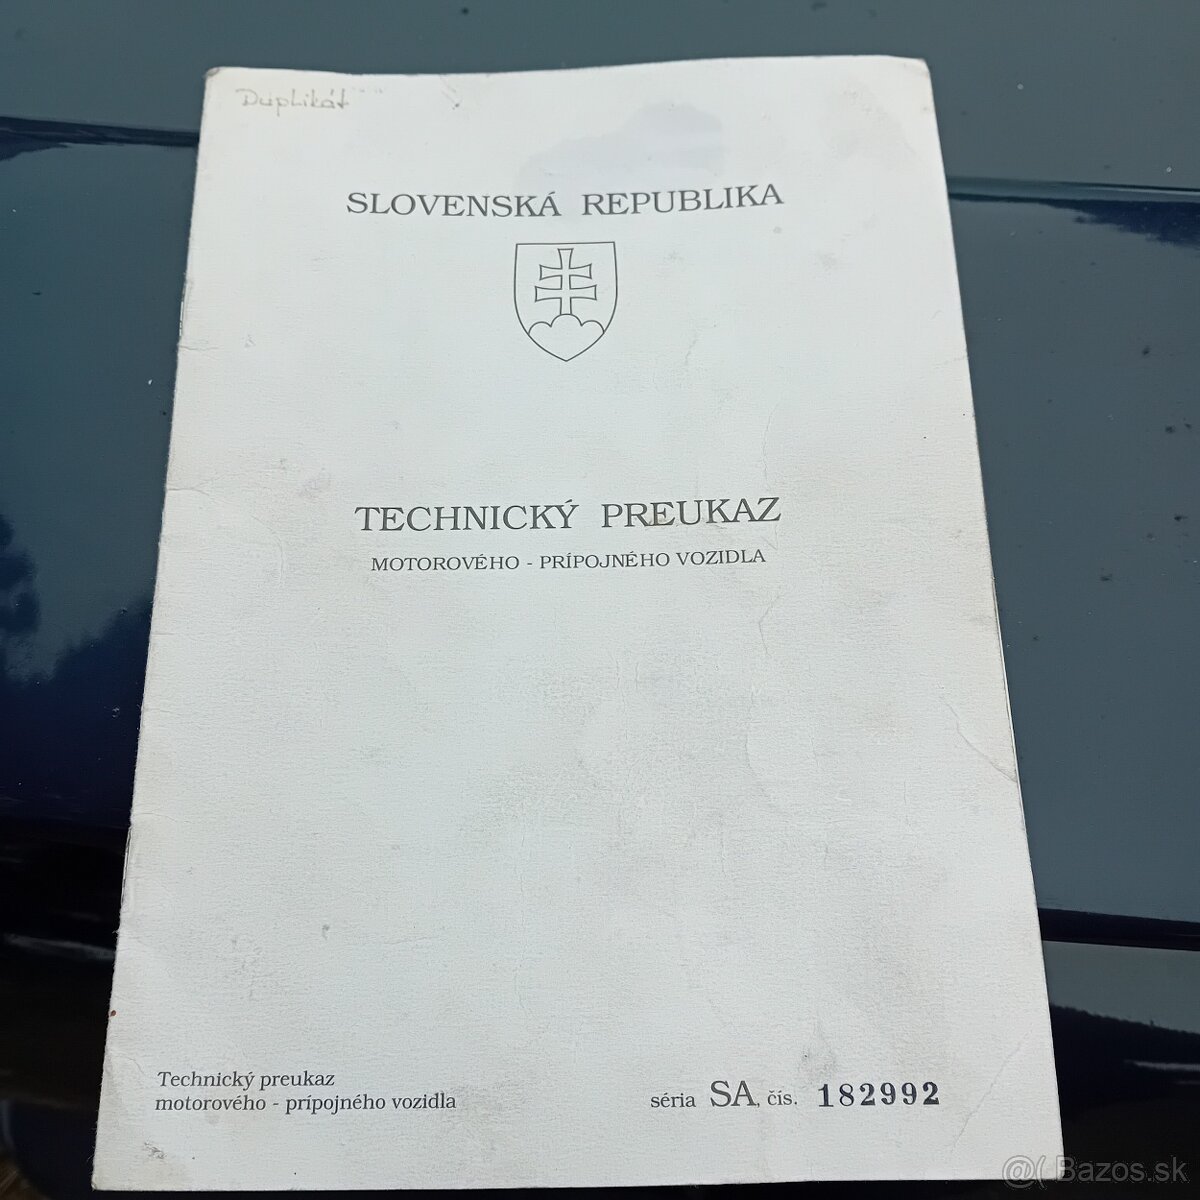 Duplikát
SLOVENSKÁ REPUBLIKA
TECHNICKÝ PREUKAZ
MOTOROVÉHO - PRÍPOJNÉHO VOZIDLA
Technický preukaz
motorového - prípojného vozidla
séria SA, čís. 182992
@( Bazos.sk